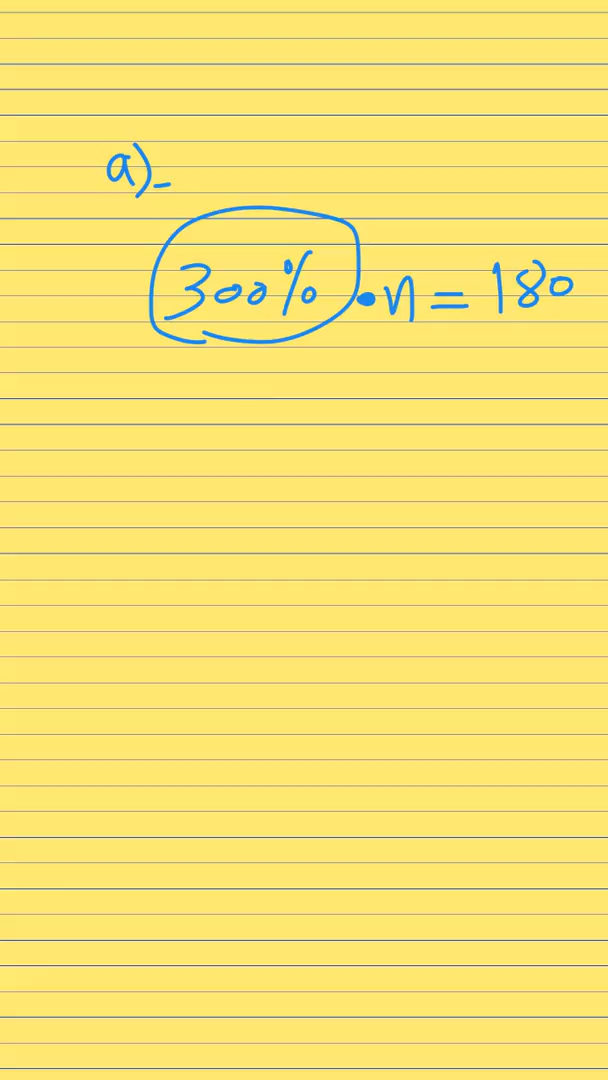 a)-
300% • n = 180